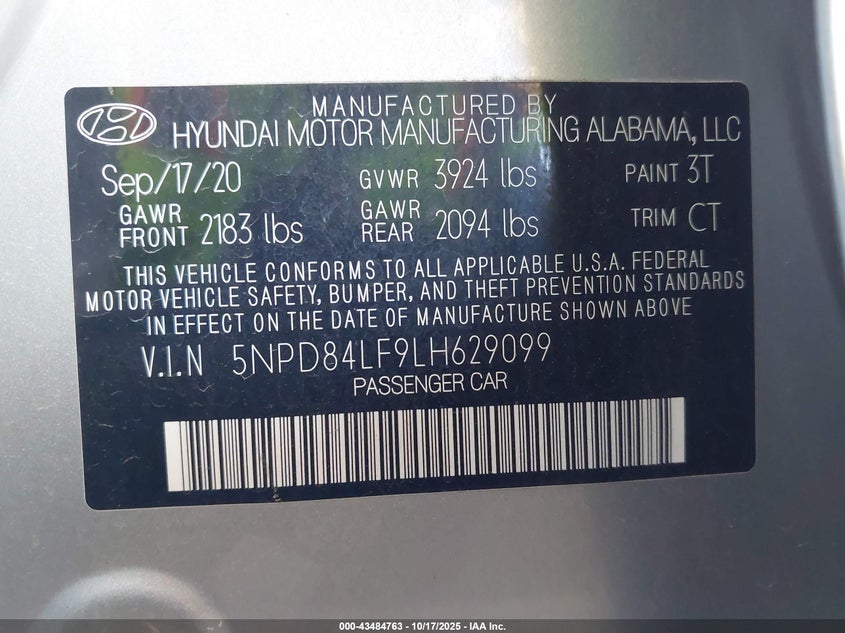 MANUFACTURED BY
HYUNDAI MOTOR MANUFACTURING ALABAMA, LLC
Sep/17/20 GVWR 3924 lbs PAINT 3T
GAWR FRONT 2183 lbs GAWR REAR 2094 lbs TRIM CT
THIS VEHICLE CONFORMS TO ALL APPLICABLE U.S.A. FEDERAL
MOTOR VEHICLE SAFETY, BUMPER, AND THEFT PREVENTION STANDARDS
IN EFFECT ON THE DATE OF MANUFACTURE SHOWN ABOVE
V.I.N 5NPD84LF9LH629099
PASSENGER CAR
000-43484763 - 10/17/2025 - IAA Inc.